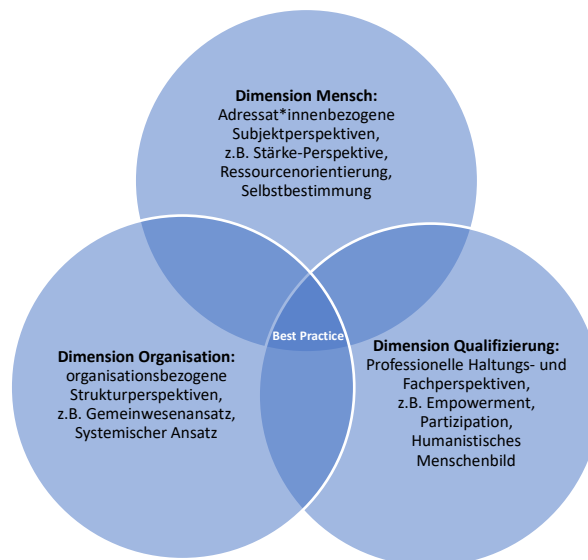 Dimension Mensch:
Adressat*innenbezogene
Subjektperspektiven,
z.B. Stärke-Perspektive,
Ressourcenorientierung,
Selbstbestimmung
Best Practice
Dimension Organisation:
organisationsbezogene
Strukturperspektiven,
z.B. Gemeinwesenansatz,
Systemischer Ansatz
Dimension Qualifizierung:
Professionelle Haltungs- und
Fachperspektiven,
z.B. Empowerment,
Partizipation,
Humanistisches
Menschenbild